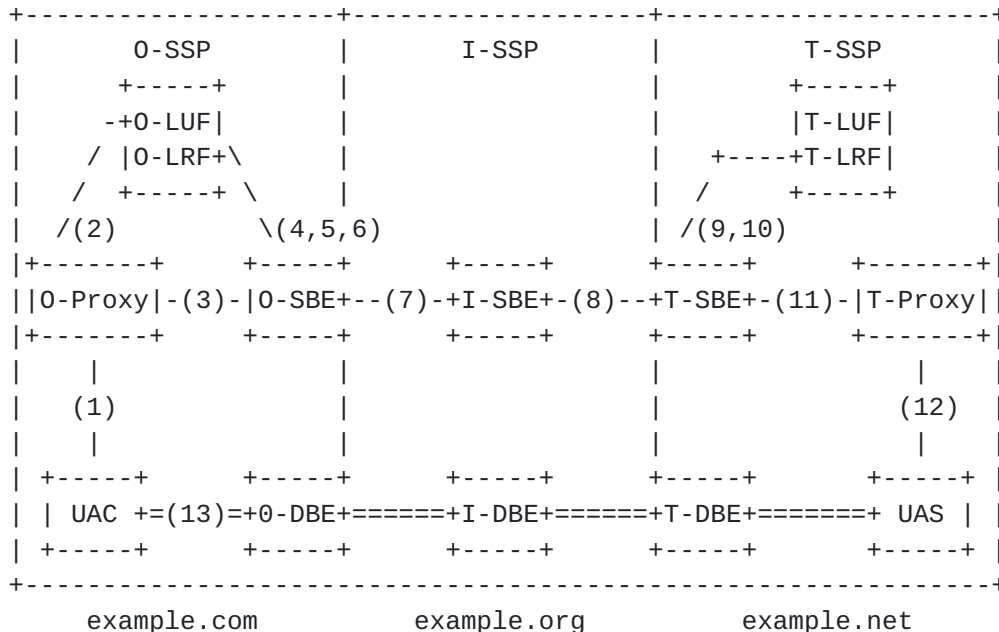 +---------------------+--------------------+---------------------+
|        O-SSP        |       I-SSP        |         T-SSP       |
|       +-----+       |                    |        +-----+      |
|      -+O-LUF|       |                    |        |T-LUF|      |
|     / |O-LRF+\      |                    |   +----+T-LRF|      |
|    /  +-----+ \     |                    |  /     +-----+      |
|   /(2)         \(4,5,6)                  | /(9,10)             |
|+-------+     +-----+      +-----+      +-----+       +-------+|
||O-Proxy|-(3)-|O-SBE+--(7)-+I-SBE+-(8)--+T-SBE+-(11)-|T-Proxy||
|+-------+     +-----+      +-----+      +-----+       +-------+|
|    |                |                    |                |    |
|   (1)               |                    |               (12)  |
|    |                |                    |                |    |
| +-----+      +-----+      +-----+      +-----+       +-----+ |
| | UAC +=(13)=+0-DBE+======+I-DBE+======+T-DBE+=======+ UAS | |
| +-----+      +-----+      +-----+      +-----+       +-----+ |
+----------------------------------------------------------------+
example.com          example.org          example.net